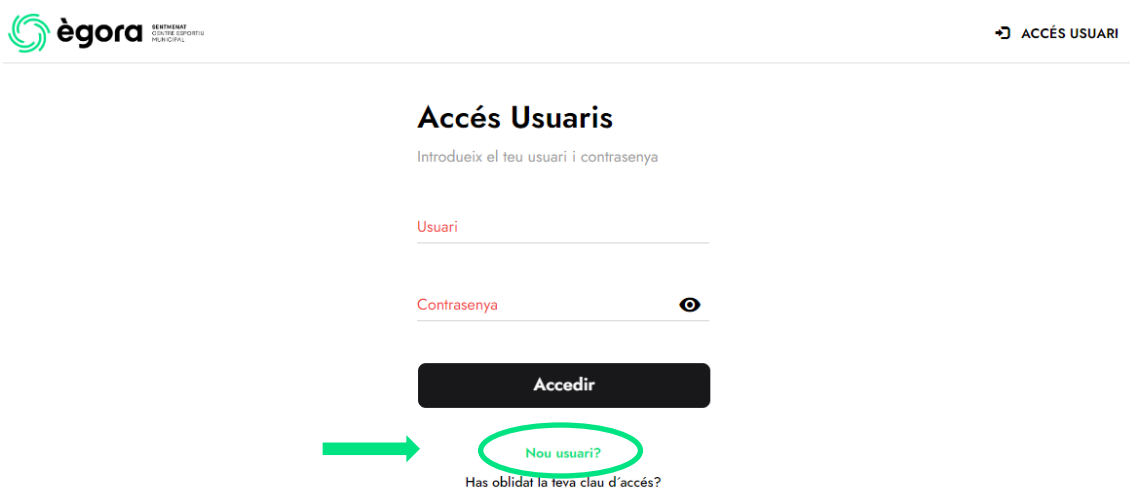 ègora
SENTMENAT
CENTRE ESPORTIU
MUNICIPAL
ACCÉS USUARI
Accés Usuaris
Introdueix el teu usuari i contrasenya
Usuari
Contrasenya
Accedir
Nou usuari?
Has oblidat la teva clau d´accés?